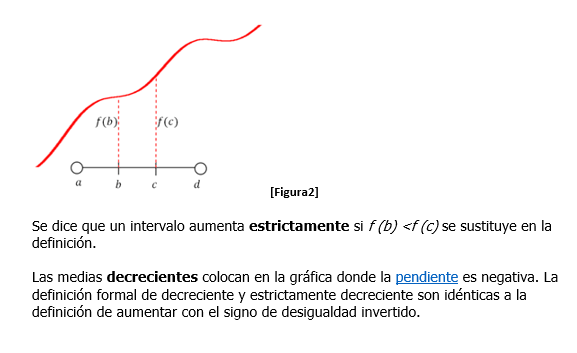 f(b)
f(c)
a
b
c
d
[Figura2]
Se dice que un intervalo aumenta estrictamente si f (b) <f (c) se sustituye en la
definición.
Las medias decrecientes colocan en la gráfica donde la pendiente es negativa. La
definición formal de decreciente y estrictamente decreciente son idénticas a la
definición de aumentar con el signo de desigualdad invertido.